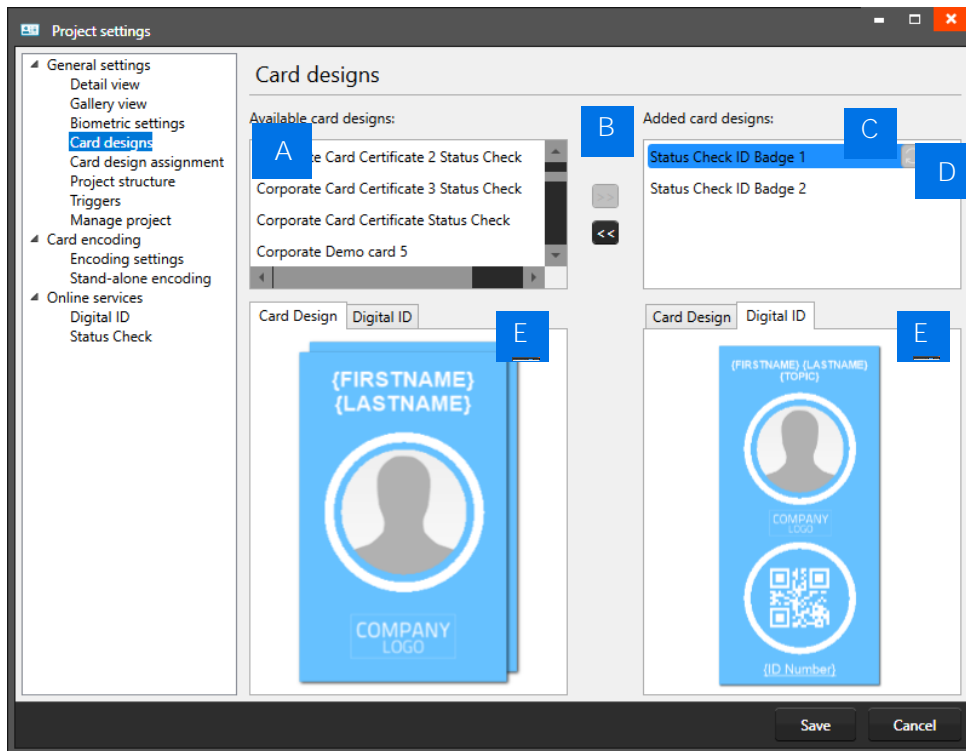 Project settings
General settings
Detail view
Gallery view
Biometric settings
Card designs
Card design assignment
Project structure
Triggers
Manage project
Card encoding
Encoding settings
Stand-alone encoding
Online services
Digital ID
Status Check
Card designs
Available card designs:
A
Card Certificate 2 Status Check
Corporate Card Certificate 3 Status Check
Corporate Card Certificate Status Check
Corporate Demo card 5
B
>>
<<
Added card designs:
C
D
Status Check ID Badge 1
Status Check ID Badge 2
Card Design Digital ID
E
{FIRSTNAME}
{LASTNAME}
COMPANY
LOGO
Card Design Digital ID
E
{FIRSTNAME} {LASTNAME}
{TOPIC}
COMPANY
LOGO
{ID Number}
Save Cancel